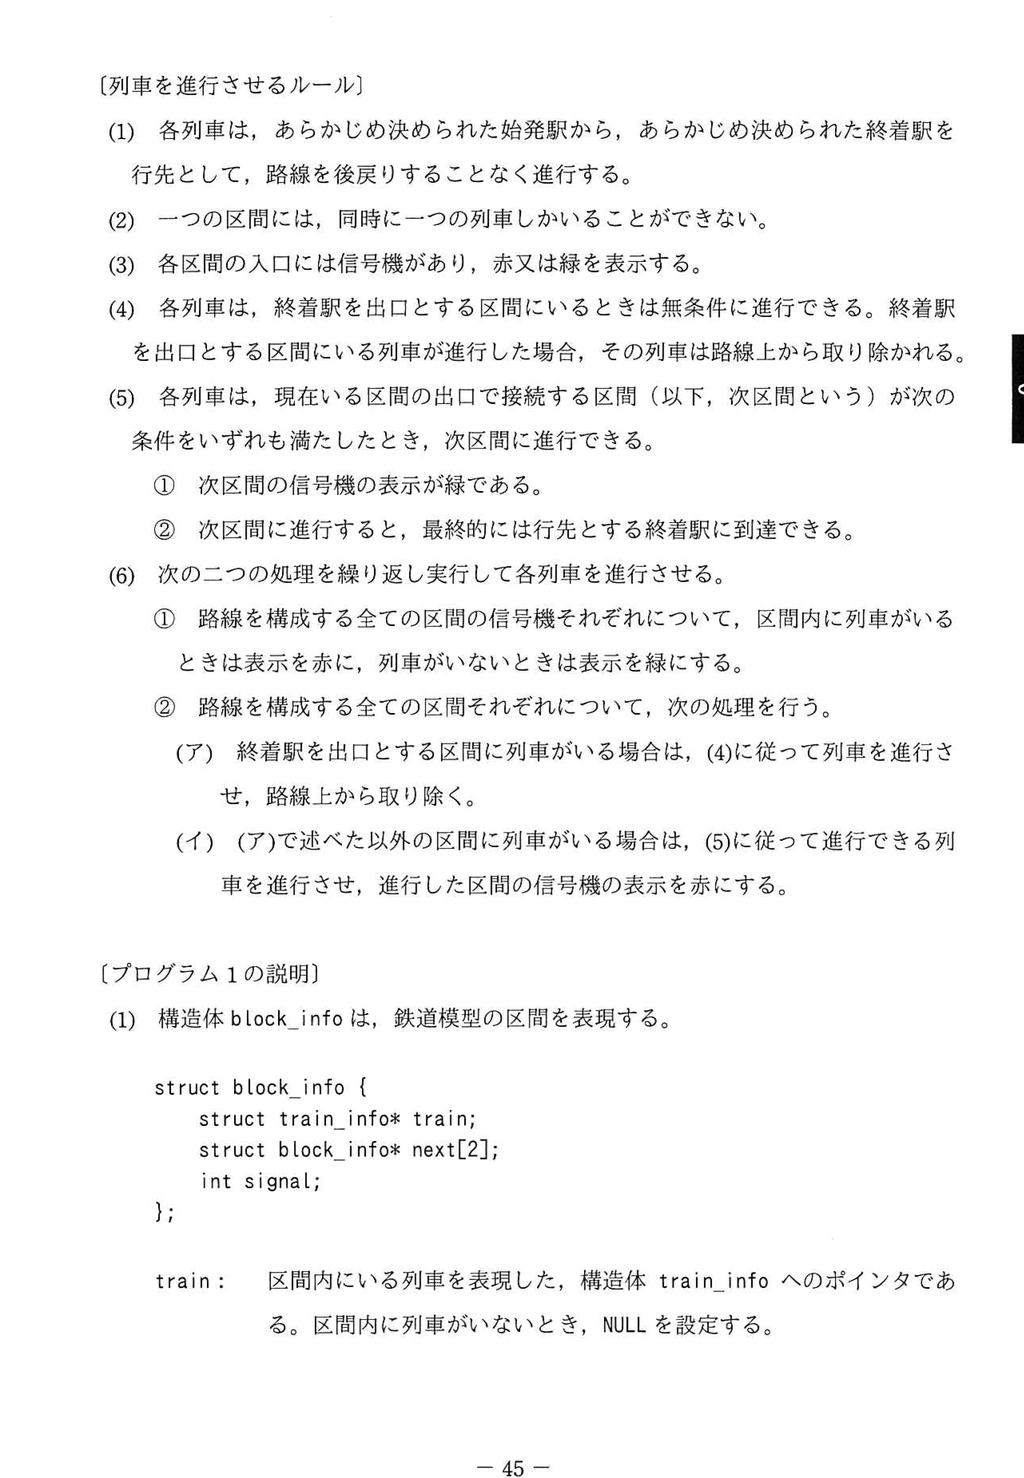 〔列車を進行させるルール〕
(1) 各列車は，あらかじめ決められた始発駅から，あらかじめ決められた終着駅を
行先として，路線を後戻りすることなく進行する。
(2) 一つの区間には，同時に一つの列車しかいることができない。
(3) 各区間の入口には信号機があり，赤又は緑を表示する。
(4) 各列車は，終着駅を出口とする区間にいるときは無条件に進行できる。終着駅
を出口とする区間にいる列車が進行した場合，その列車は路線上から取り除かれる。
(5) 各列車は，現在いる区間の出口で接続する区間（以下，次区間という）が次の
条件をいずれも満たしたとき，次区間に進行できる。
① 次区間の信号機の表示が緑である。
② 次区間に進行すると，最終的には行先とする終着駅に到達できる。
(6) 次の二つの処理を繰り返し実行して各列車を進行させる。
① 路線を構成する全ての区間の信号機それぞれについて，区間内に列車がいる
ときは表示を赤に，列車がいないときは表示を緑にする。
② 路線を構成する全ての区間それぞれについて，次の処理を行う。
(ア) 終着駅を出口とする区間に列車がいる場合は，(4)に従って列車を進行さ
せ，路線上から取り除く。
(イ) (ア)で述べた以外の区間に列車がいる場合は，(5)に従って進行できる列
車を進行させ，進行した区間の信号機の表示を赤にする。
〔プログラム1の説明〕
(1) 構造体 block_info は，鉄道模型の区間を表現する。
struct block_info {
struct train_info* train;
struct block_info* next[2];
int signal;
};
train： 区間内にいる列車を表現した，構造体 train_info へのポインタであ
る。区間内に列車がいないとき，NULL を設定する。
－ 45 －